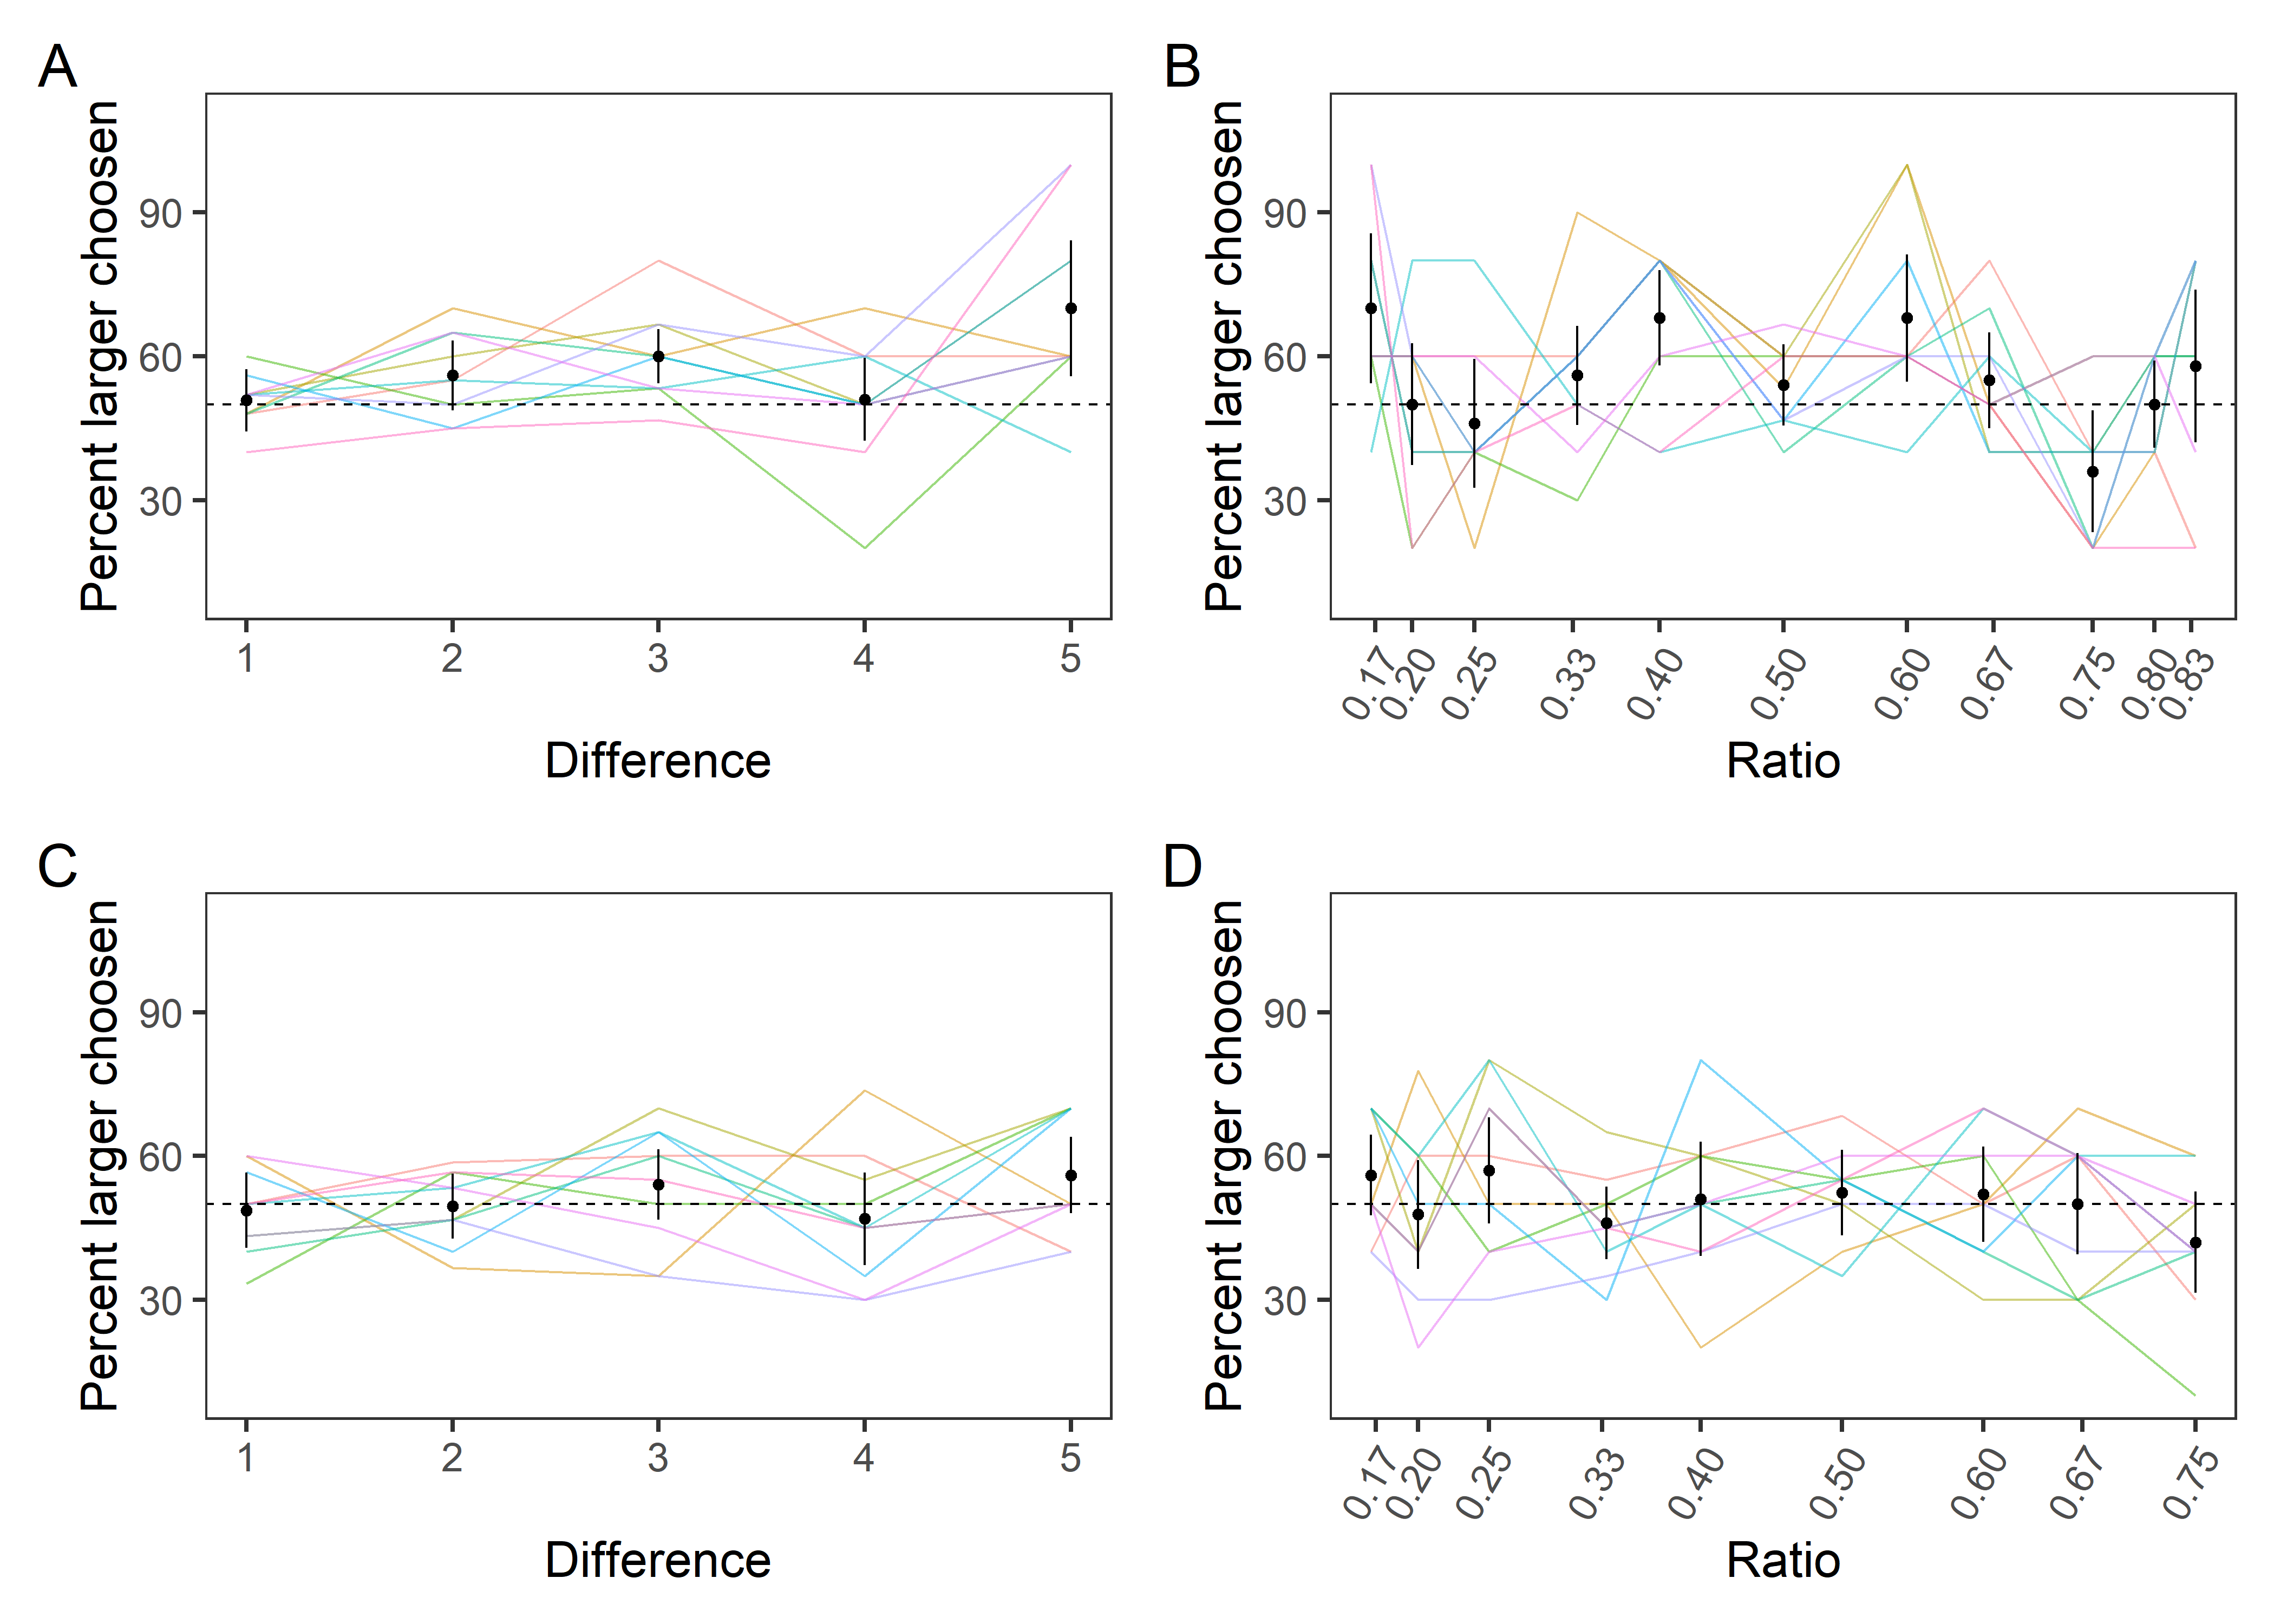 A
Percent larger choosen
90
60
30
1 2 3 4 5
Difference
B
Percent larger choosen
90
60
30
0.17 0.20 0.25 0.33 0.40 0.50 0.60 0.67 0.75 0.80 0.83
Ratio
C
Percent larger choosen
90
60
30
1 2 3 4 5
Difference
D
Percent larger choosen
90
60
30
0.17 0.20 0.25 0.33 0.40 0.50 0.60 0.67 0.75
Ratio